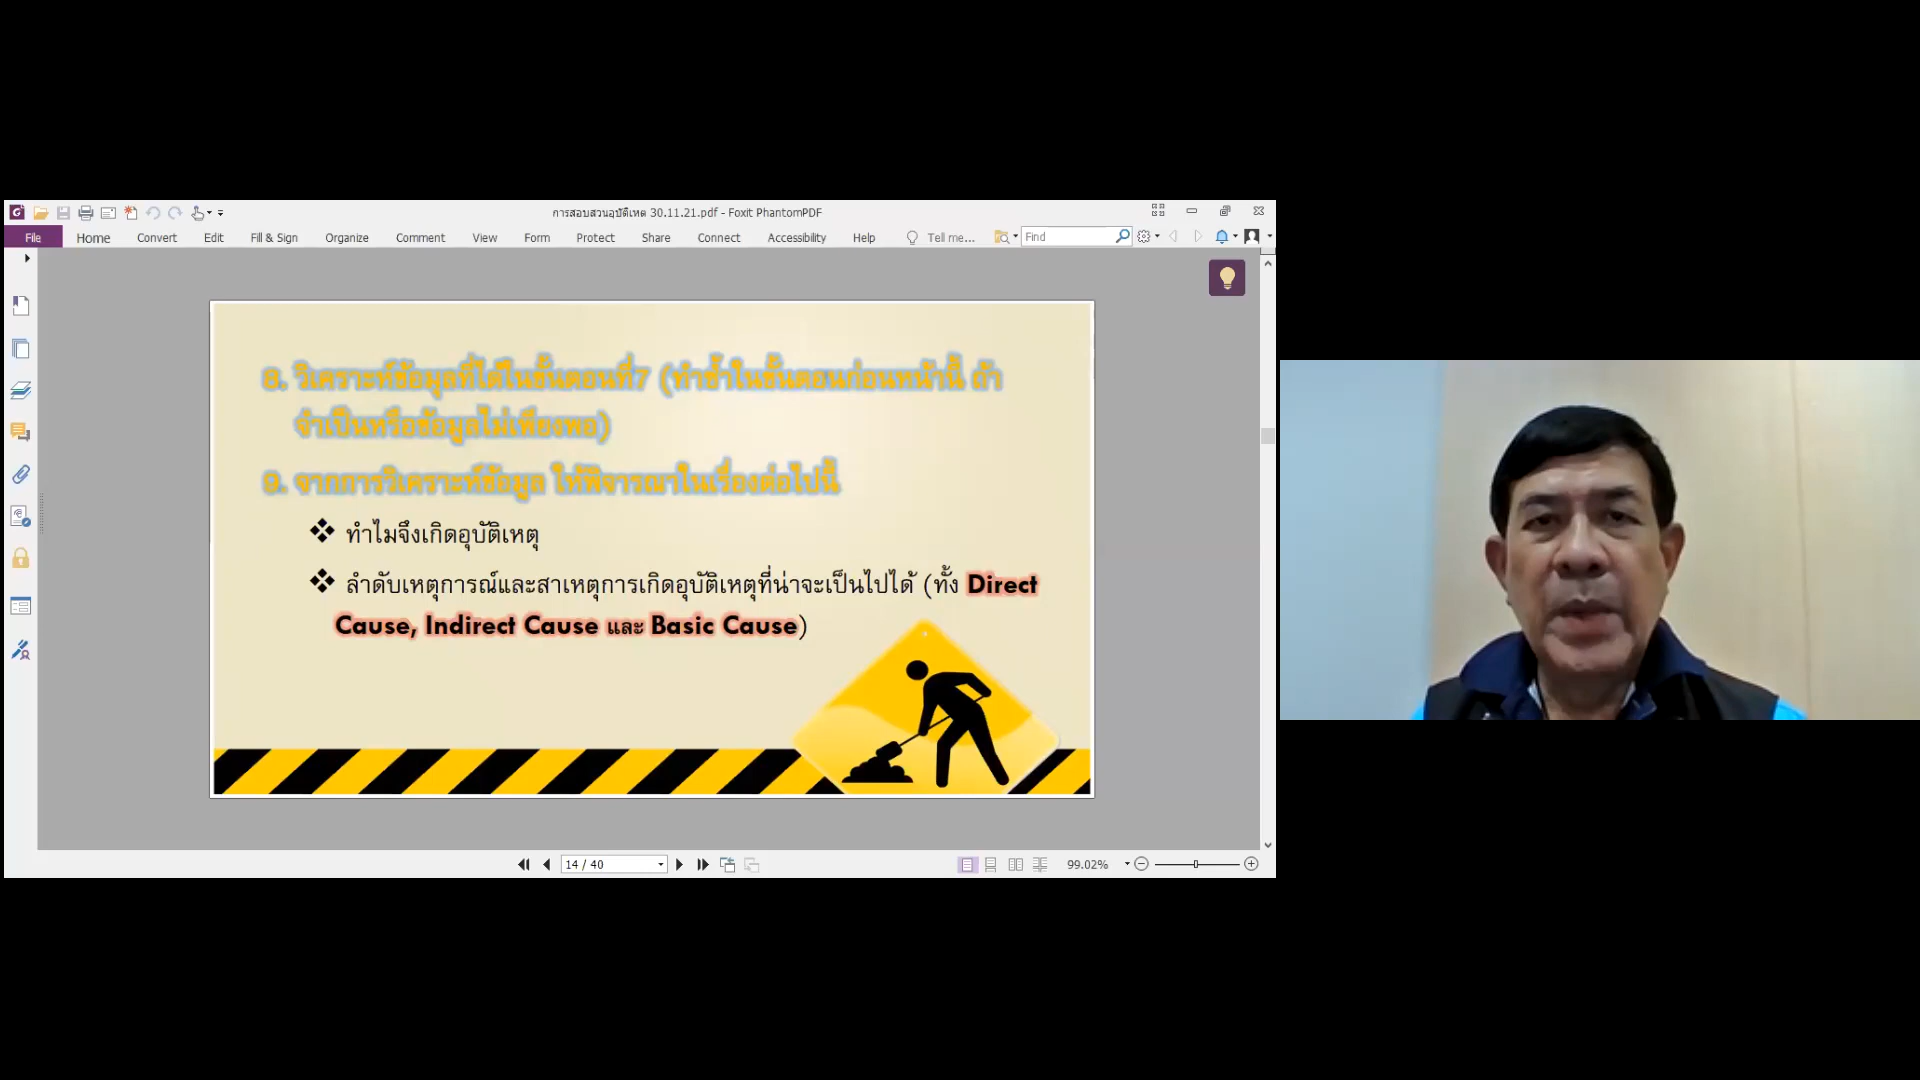 การสอบสวนอุบัติเหต 30.11.21.pdf - Foxit PhantomPDF
File Home Convert Edit Fill & Sign Organize Comment View Form Protect Share Connect Accessibility Help Tell me... Find
8. วิเคราะห์ข้อมูลที่ได้ในขั้นตอนที่7 (ทำซ้ำในขั้นตอนก่อนหน้านี้ ถ้า
จำเป็นหรือข้อมูลไม่เพียงพอ)
9. จากการวิเคราะห์ข้อมูล ให้พิจารณาในเรื่องต่อไปนี้
❖ ทำไมจึงเกิดอุบัติเหตุ
❖ ลำดับเหตุการณ์และสาเหตุการเกิดอุบัติเหตุที่น่าจะเป็นไปได้ (ทั้ง Direct
Cause, Indirect Cause และ Basic Cause)
14 / 40 99.02%